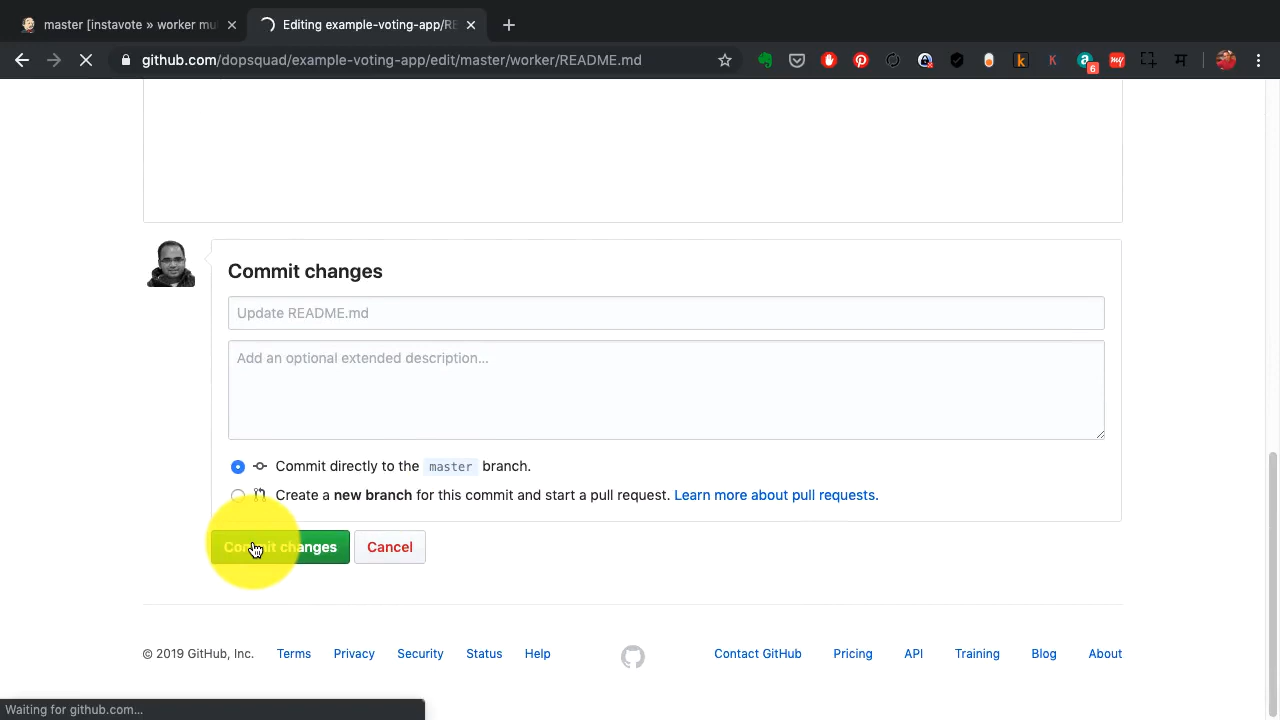 master [instavote » worker mu
Editing example-voting-app/RE
github.com/dopsquad/example-voting-app/edit/master/worker/README.md
6
Commit changes
Update README.md
Add an optional extended description...
Commit directly to the master branch.
Create a new branch for this commit and start a pull request. Learn more about pull requests.
Commit changes
Cancel
© 2019 GitHub, Inc.
Terms
Privacy
Security
Status
Help
Contact GitHub
Pricing
API
Training
Blog
About
Waiting for github.com...